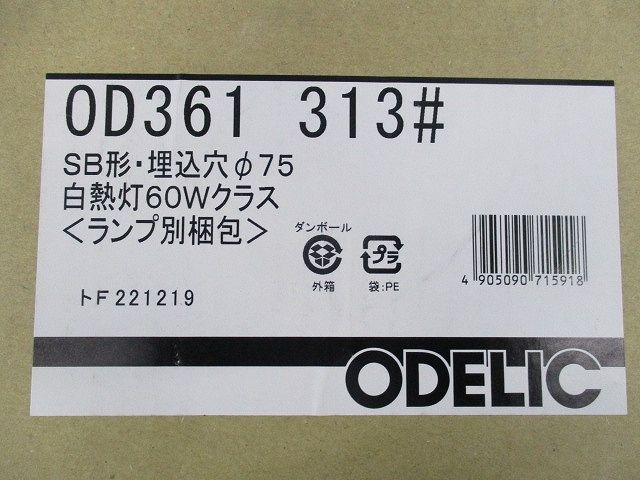 OD361 313#
SB形・埋込穴φ75
白熱灯60Wクラス
<ランプ別梱包>
ダンボール
外箱
プラ
袋:PE
4 905090 715918
トF221219
ODELIC